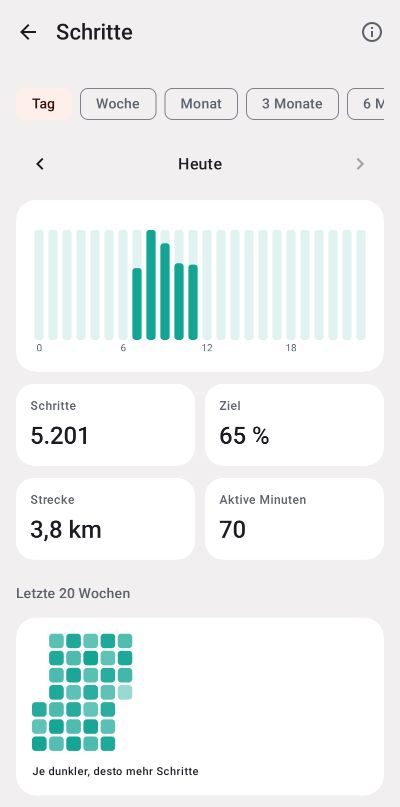 Schritte
Tag
Woche
Monat
3 Monate
6 M
Heute
0 6 12 18
Schritte
5.201
Ziel
65 %
Strecke
3,8 km
Aktive Minuten
70
Letzte 20 Wochen
Je dunkler, desto mehr Schritte